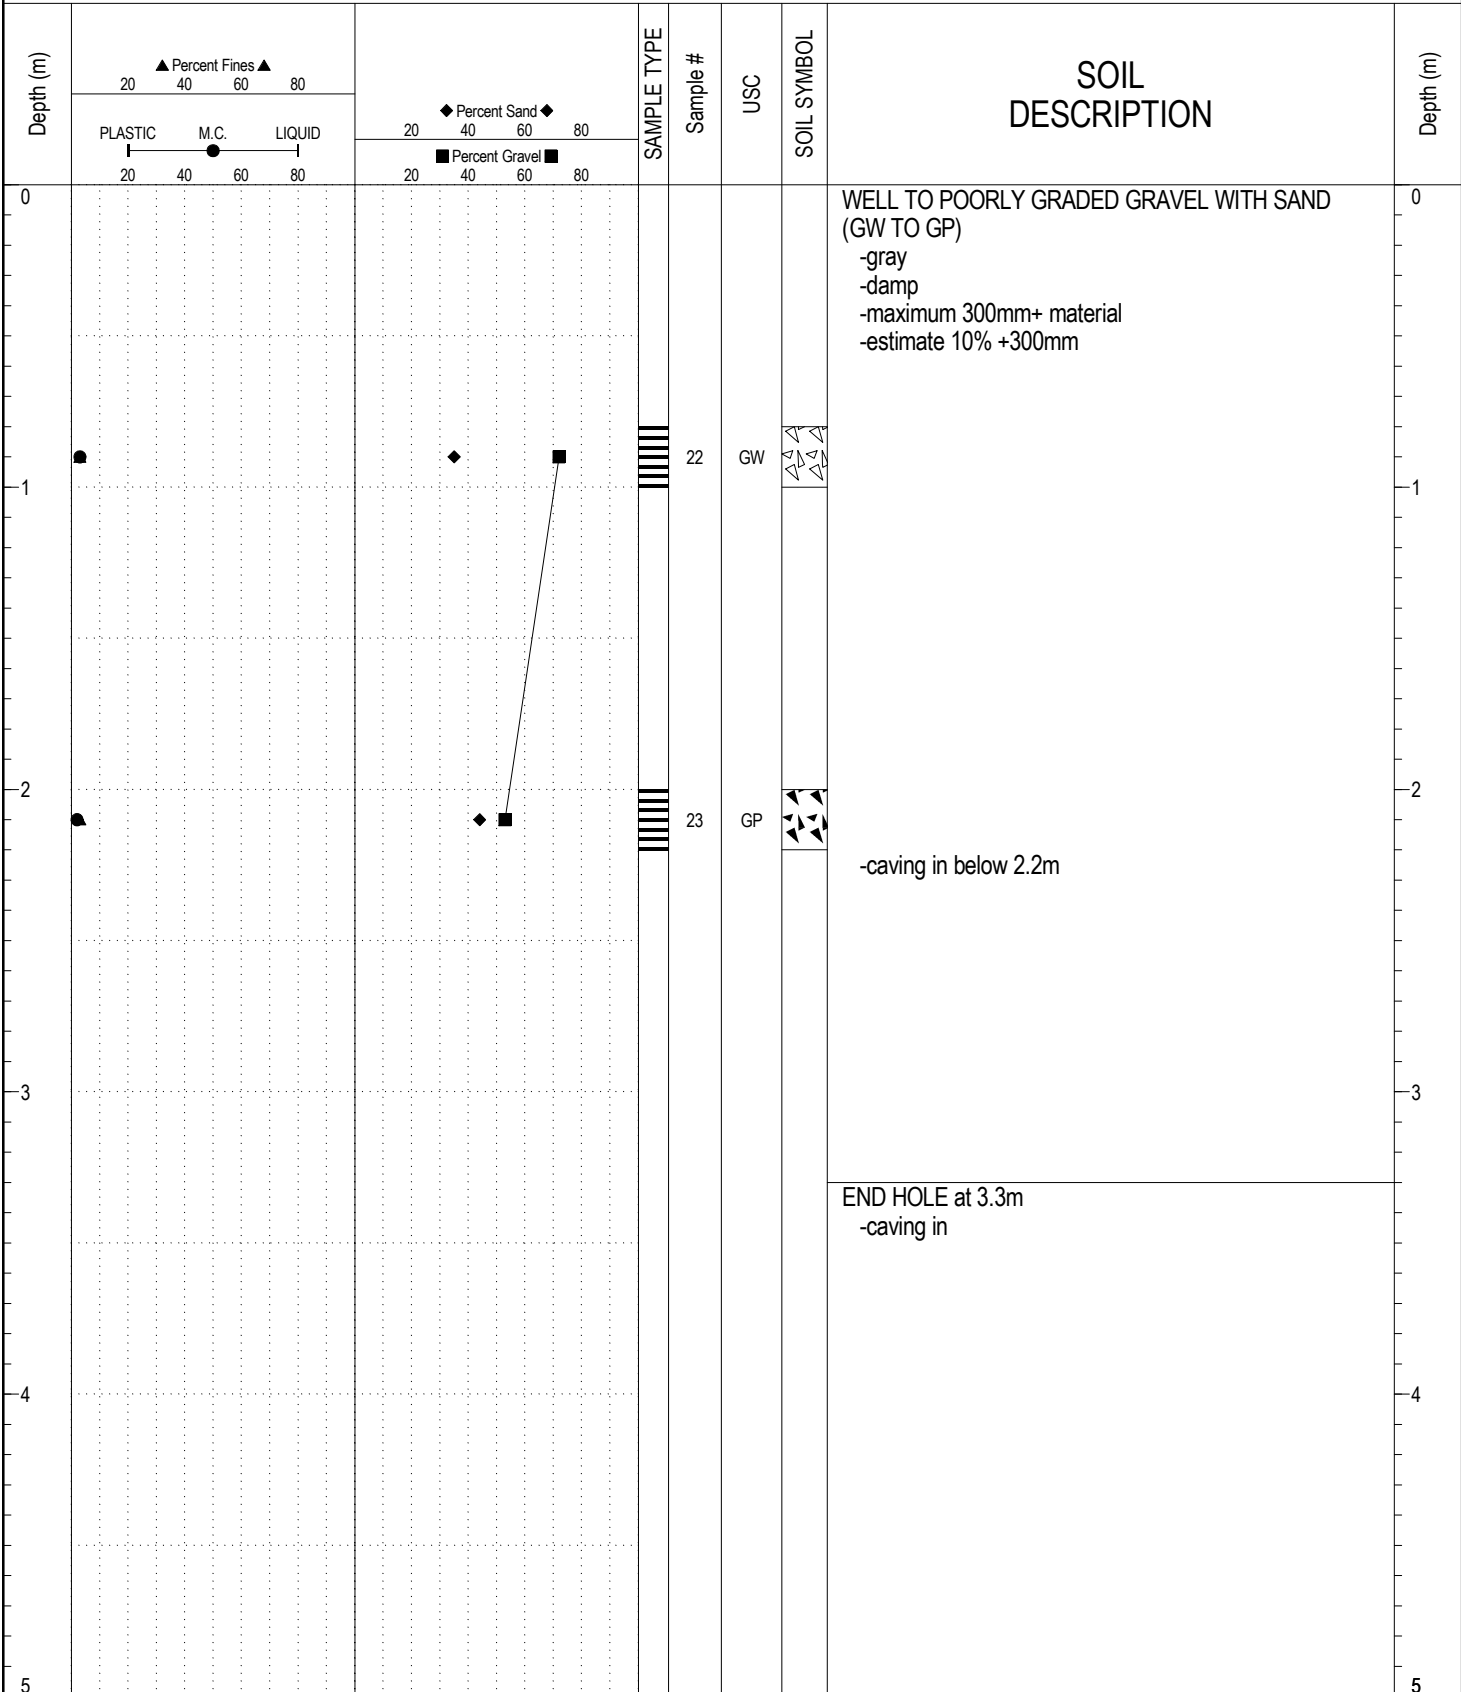 Depth (m)
▲ Percent Fines ▲
20 40 60 80
PLASTIC M.C. LIQUID
20 40 60 80
◆ Percent Sand ◆
20 40 60 80
■ Percent Gravel ■
20 40 60 80
SAMPLE TYPE
Sample #
USC
SOIL SYMBOL
SOIL
DESCRIPTION
Depth (m)
0 0
WELL TO POORLY GRADED GRAVEL WITH SAND
(GW TO GP)
-gray
-damp
-maximum 300mm+ material
-estimate 10% +300mm
22 GW
1 1
2 2
23 GP
-caving in below 2.2m
3 3
END HOLE at 3.3m
-caving in
4 4
5 5